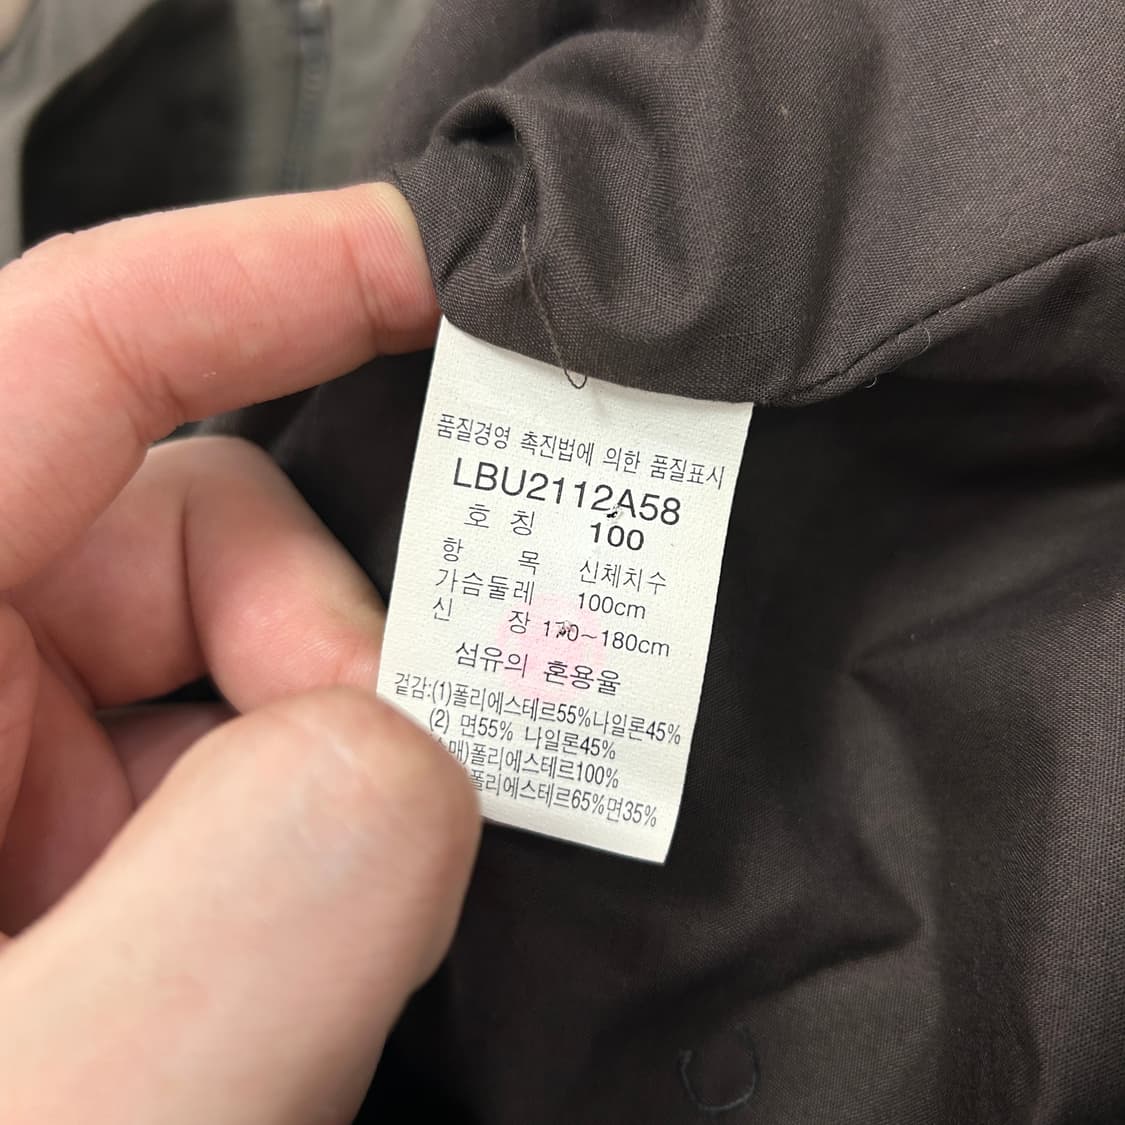 품질경영 촉진법에 의한 품질표시
LBU2112A58
호 칭 100
항 목 신체치수
가슴둘레 100cm
신 장 170~180cm
섬유의 혼용율
겉감:(1)폴리에스테르55%나일론45%
(2) 면55% 나일론45%
폴리에스테르100%
폴리에스테르65%면35%